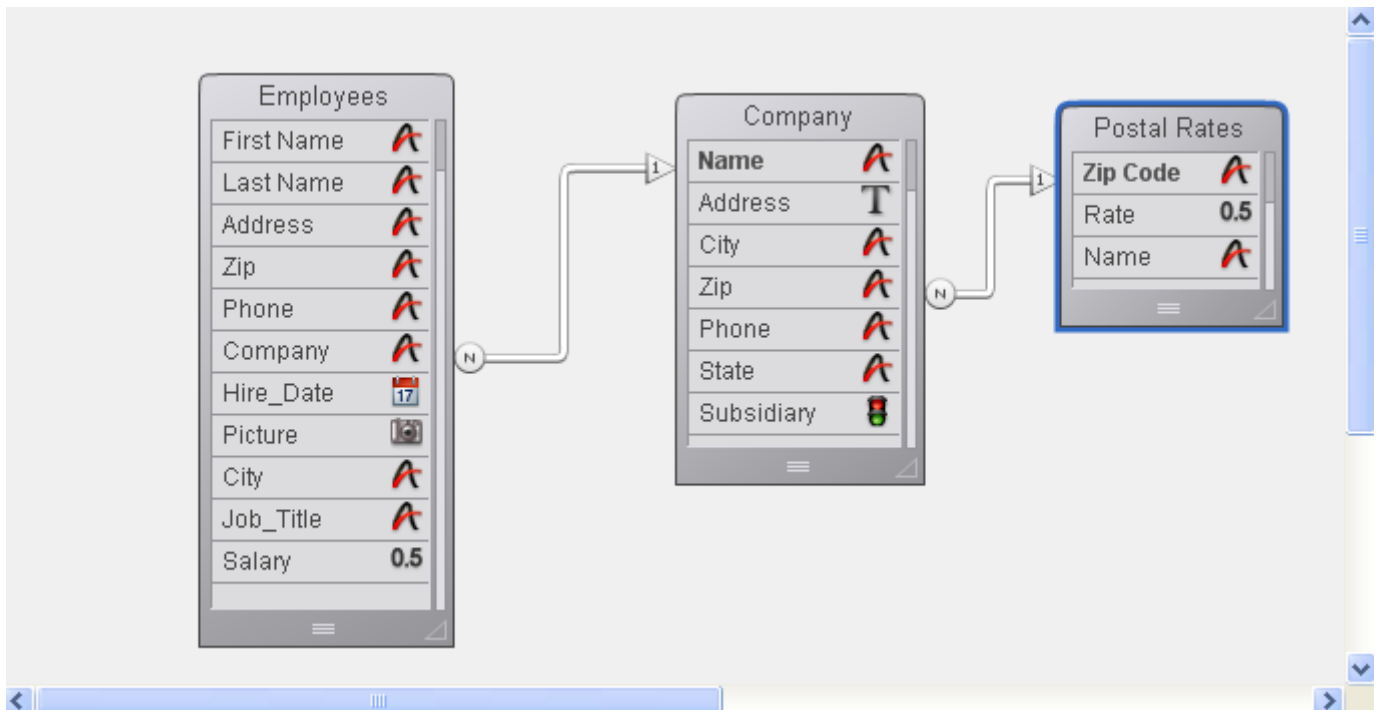 Employees
First Name
Last Name
Address
Zip
Phone
Company
Hire_Date
17
Picture
City
Job_Title
Salary 0.5
N
1
Company
Name
Address T
City
Zip
Phone
State
Subsidiary
N
1
Postal Rates
Zip Code
Rate 0.5
Name